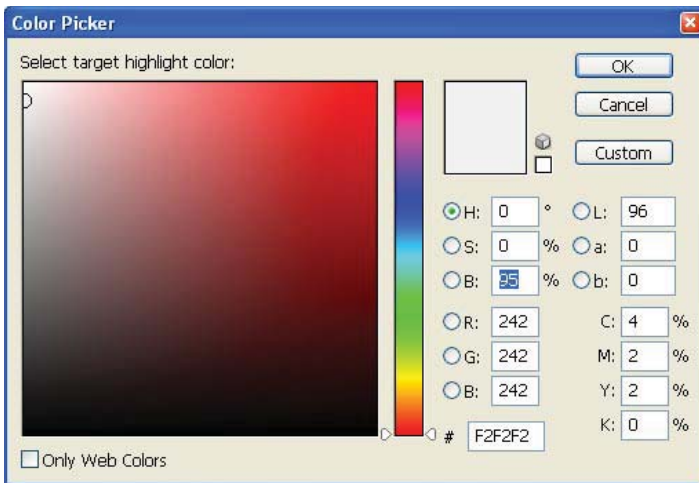 Color Picker
Select target highlight color:
OK
Cancel
Custom
H: 0 ° L: 96
S: 0 % a: 0
B: 95 % b: 0
R: 242 C: 4 %
G: 242 M: 2 %
B: 242 Y: 2 %
# F2F2F2 K: 0 %
Only Web Colors